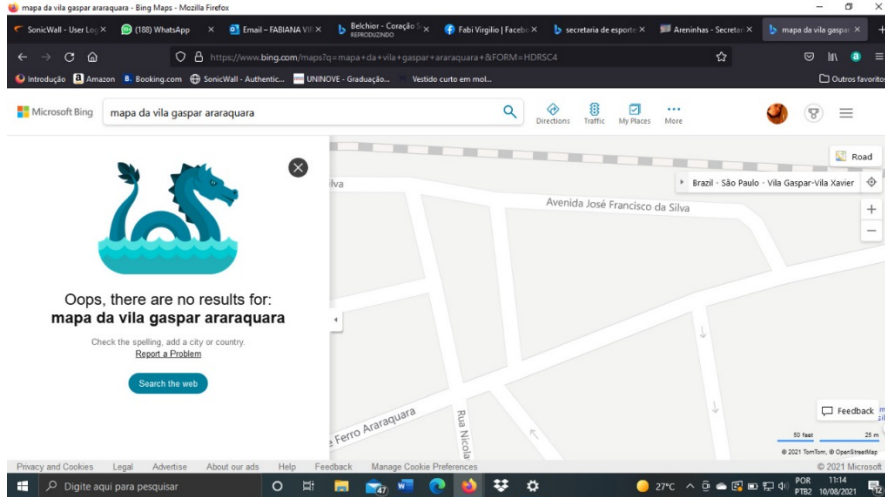 mapa da vila gaspar araraquara - Bing Maps - Mozilla Firefox
SonicWall - User Log
(188) WhatsApp
Email – FABIANA VIR
Belchior - Coração S
REPRODUZINDO
Fabi Virgilio | Facebo
secretaria de esporte
Areninhas - Secretar
mapa da vila gaspar
https://www.bing.com/maps?q=mapa+da+vila+gaspar+araraquara+&FORM=HDRSC4
Introdução
Amazon
Booking.com
SonicWall - Authentic...
UNINOVE - Graduação...
Vestido curto em mol...
Outros favoritos
Microsoft Bing
mapa da vila gaspar araraquara
Directions
Traffic
My Places
More
Road
Brazil - São Paulo - Vila Gaspar-Vila Xavier
ilva
Avenida José Francisco da Silva
Oops, there are no results for:
mapa da vila gaspar araraquara
Check the spelling, add a city or country.
Report a Problem
Search the web
e Ferro Araraquara
Rua Nicola
Feedback
50 feet
25 m
© 2021 TomTom, © OpenStreetMap
Privacy and Cookies
Legal
Advertise
About our ads
Help
Feedback
Manage Cookie Preferences
© 2021 Microsoft
Digite aqui para pesquisar
47
27°C
POR
PTB2
11:14
10/08/2021
12